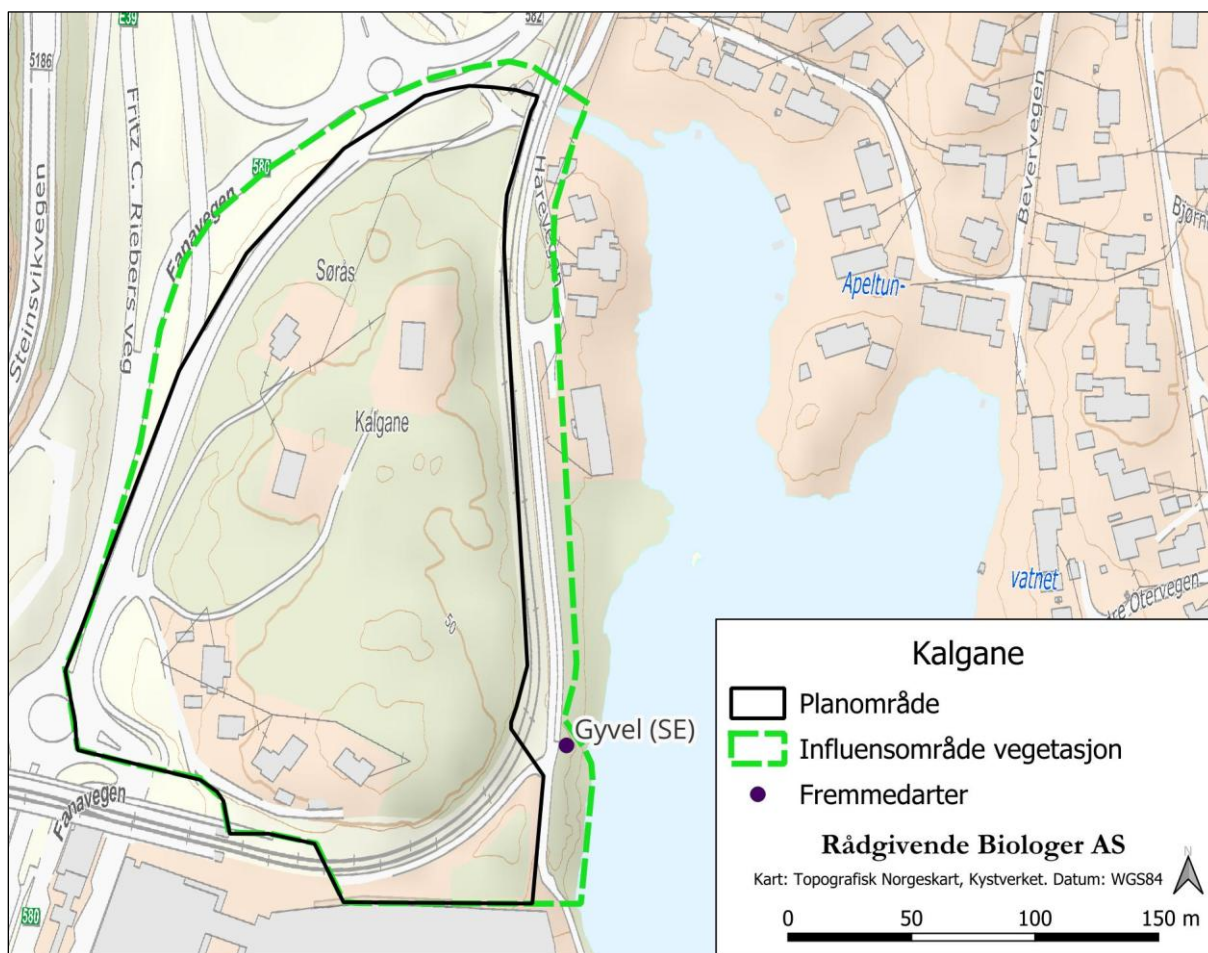 E39
582
5186
Fritz C. Riebers veg
Steinsvikvegen
580
Fanavegen
Harevegen
Bevervegen
Sørås
Apeltun-
Kalgane
50
vatnet
Gyvel (SE)
Fanavegen
580
Kalgane
Planområde
Influensområde vegetasjon
Fremmedarter
Rådgivende Biologer AS
Kart: Topografisk Norgeskart, Kystverket. Datum: WGS84
N
0 50 100 150 m